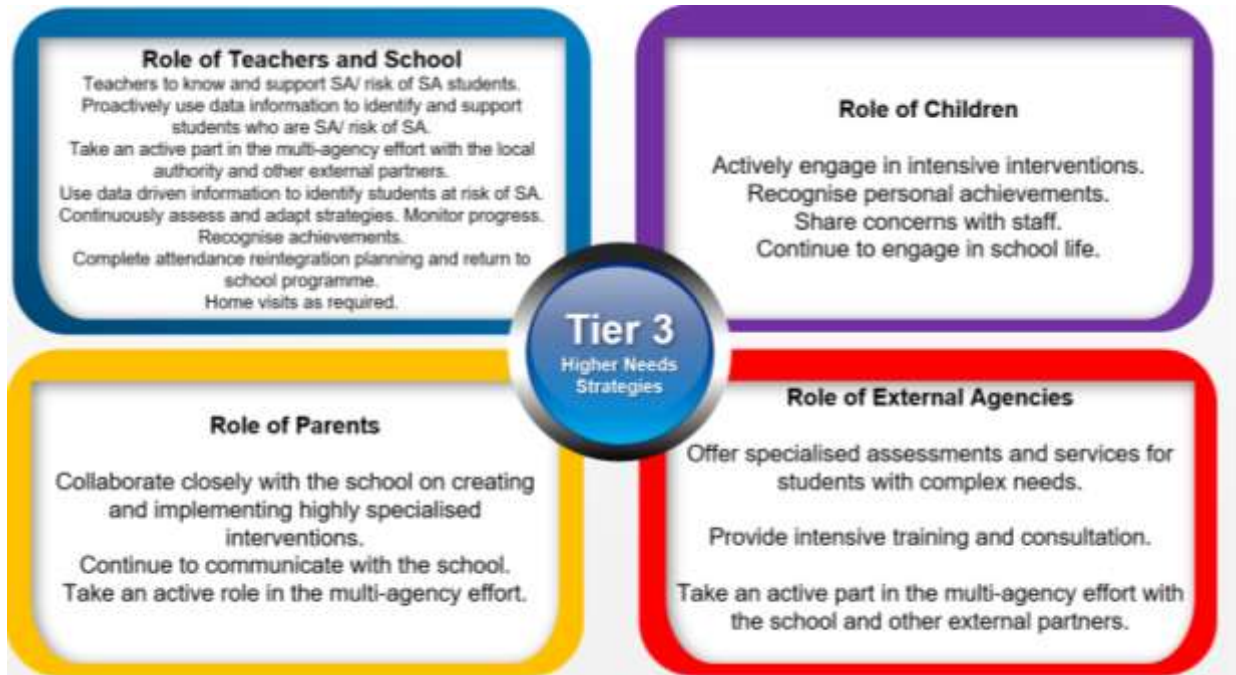 Role of Teachers and School
Teachers to know and support SA/ risk of SA students.
Proactively use data information to identify and support
students who are SA/ risk of SA.
Take an active part in the multi-agency effort with the local
authority and other external partners.
Use data driven information to identify students at risk of SA.
Continuously assess and adapt strategies. Monitor progress.
Recognise achievements.
Complete attendance reintegration planning and return to
school programme.
Home visits as required.
Role of Children
Actively engage in intensive interventions.
Recognise personal achievements.
Share concerns with staff.
Continue to engage in school life.
Tier 3
Higher Needs
Strategies
Role of Parents
Collaborate closely with the school on creating
and implementing highly specialised
interventions.
Continue to communicate with the school.
Take an active role in the multi-agency effort.
Role of External Agencies
Offer specialised assessments and services for
students with complex needs.
Provide intensive training and consultation.
Take an active part in the multi-agency effort with
the school and other external partners.